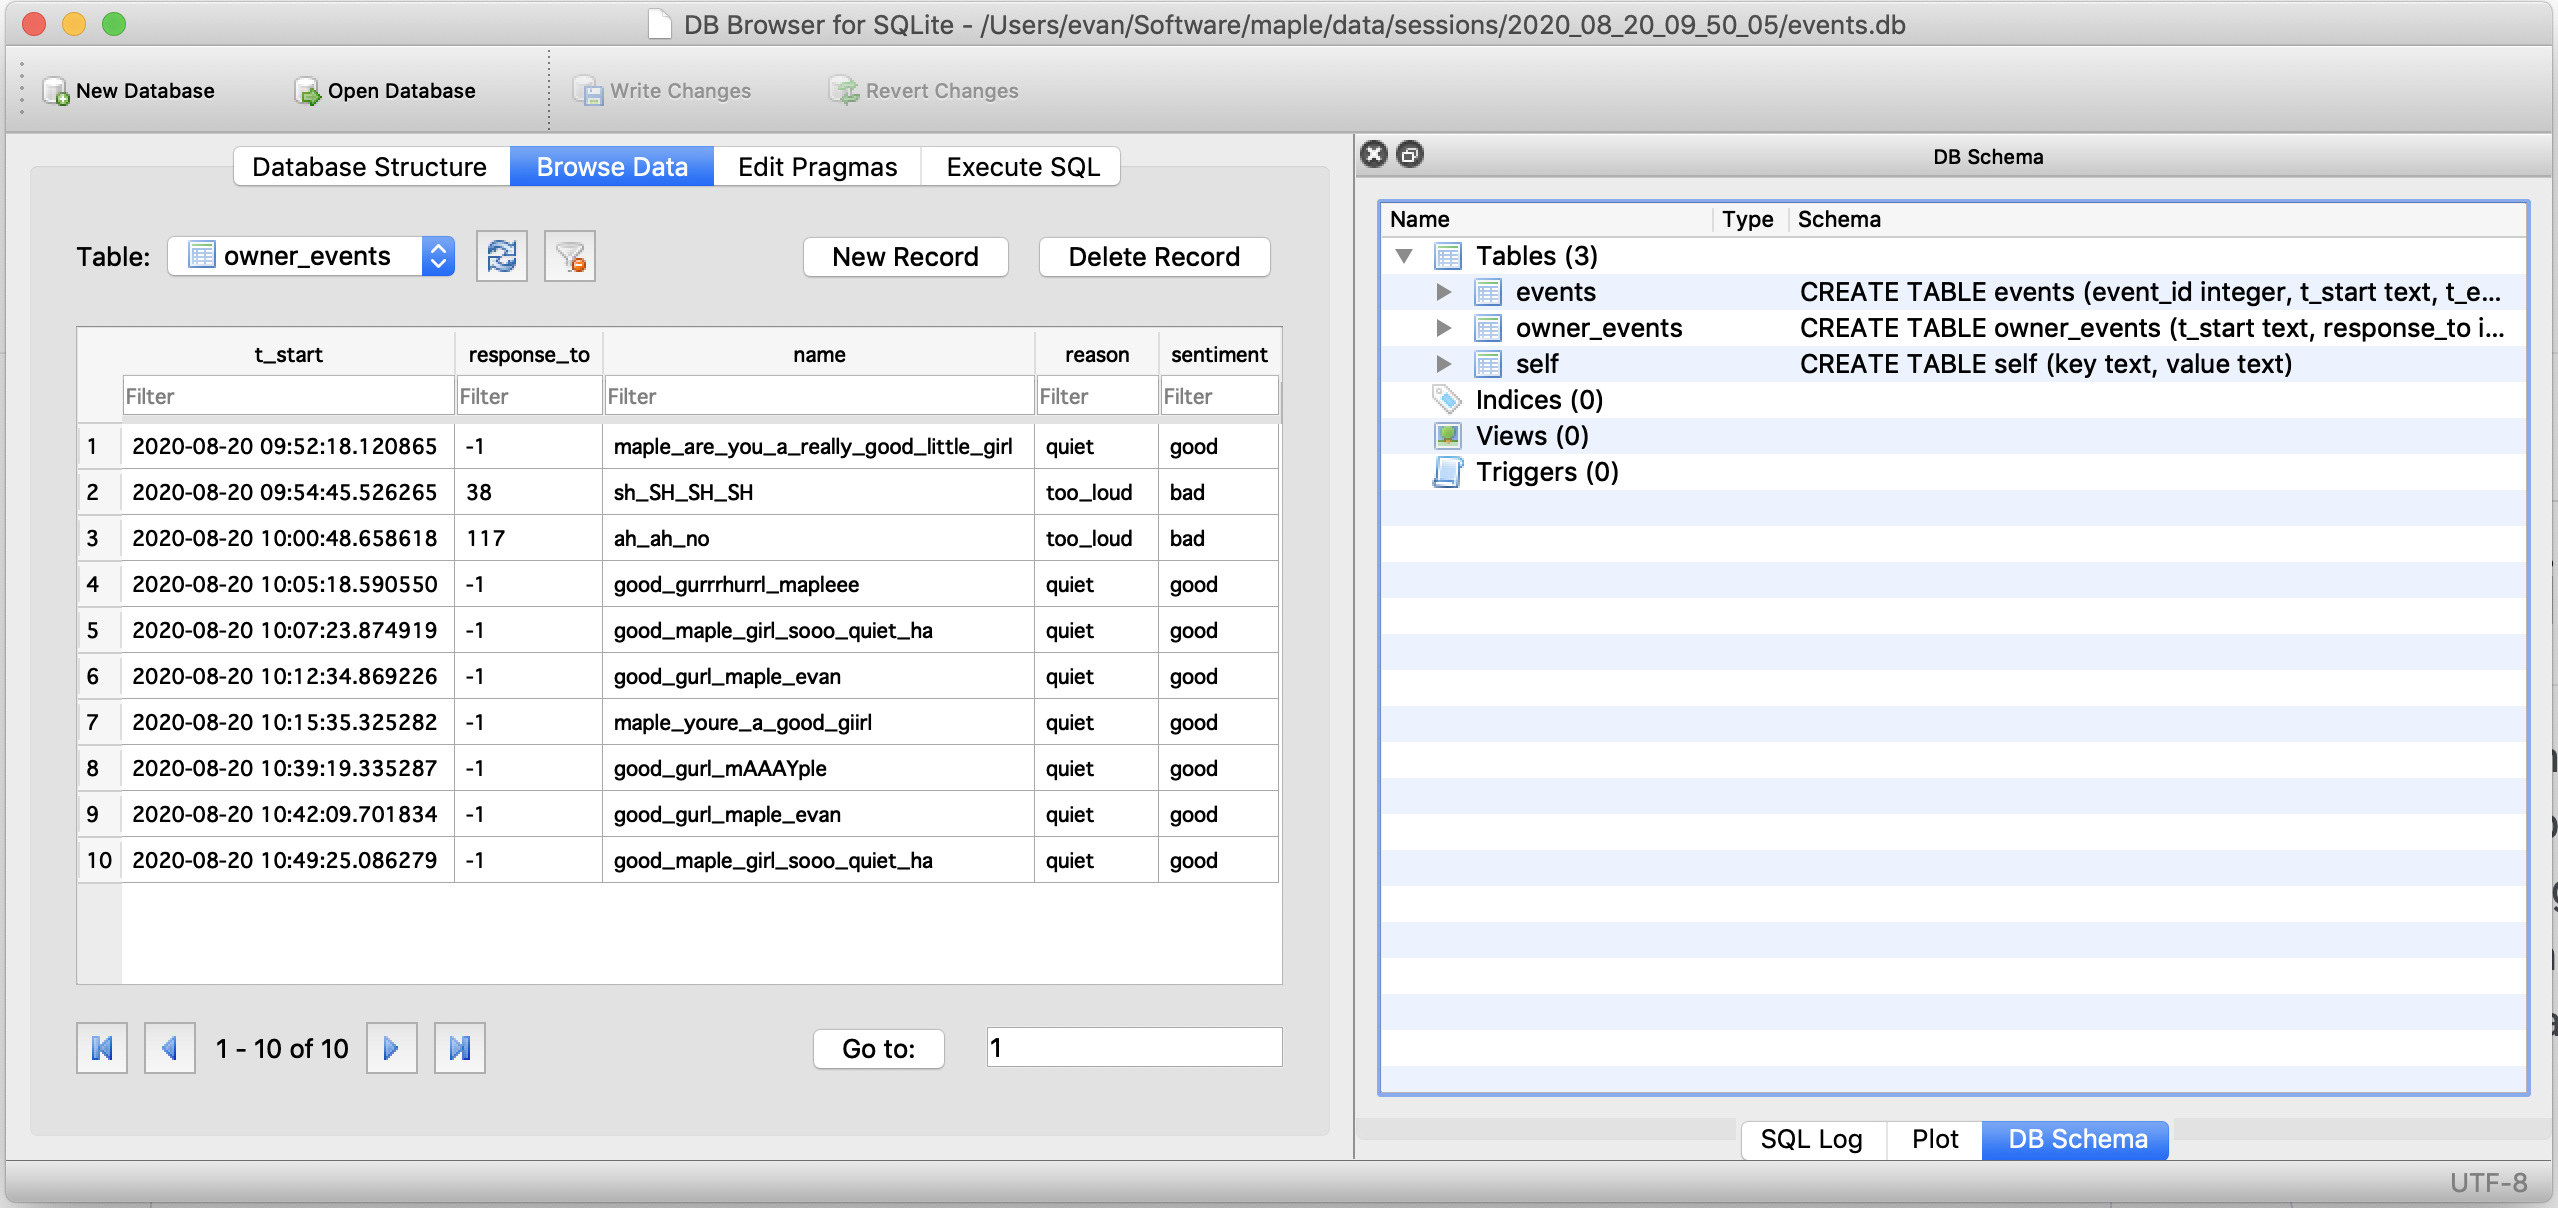 DB Browser for SQLite - /Users/evan/Software/maple/data/sessions/2020_08_20_09_50_05/events.db
New Database Open Database Write Changes Revert Changes
Database Structure Browse Data Edit Pragmas Execute SQL
Table: owner_events New Record Delete Record
t_start response_to name reason sentiment
Filter Filter Filter Filter Filter
1 2020-08-20 09:52:18.120865 -1 maple_are_you_a_really_good_little_girl quiet good
2 2020-08-20 09:54:45.526265 38 sh_SH_SH_SH too_loud bad
3 2020-08-20 10:00:48.658618 117 ah_ah_no too_loud bad
4 2020-08-20 10:05:18.590550 -1 good_gurrrhurrl_mapleee quiet good
5 2020-08-20 10:07:23.874919 -1 good_maple_girl_sooo_quiet_ha quiet good
6 2020-08-20 10:12:34.869226 -1 good_gurl_maple_evan quiet good
7 2020-08-20 10:15:35.325282 -1 maple_youre_a_good_giirl quiet good
8 2020-08-20 10:39:19.335287 -1 good_gurl_mAAAYple quiet good
9 2020-08-20 10:42:09.701834 -1 good_gurl_maple_evan quiet good
10 2020-08-20 10:49:25.086279 -1 good_maple_girl_sooo_quiet_ha quiet good
1 - 10 of 10 Go to: 1
DB Schema
Name Type Schema
Tables (3)
events CREATE TABLE events (event_id integer, t_start text, t_e...
owner_events CREATE TABLE owner_events (t_start text, response_to i...
self CREATE TABLE self (key text, value text)
Indices (0)
Views (0)
Triggers (0)
SQL Log Plot DB Schema
UTF-8